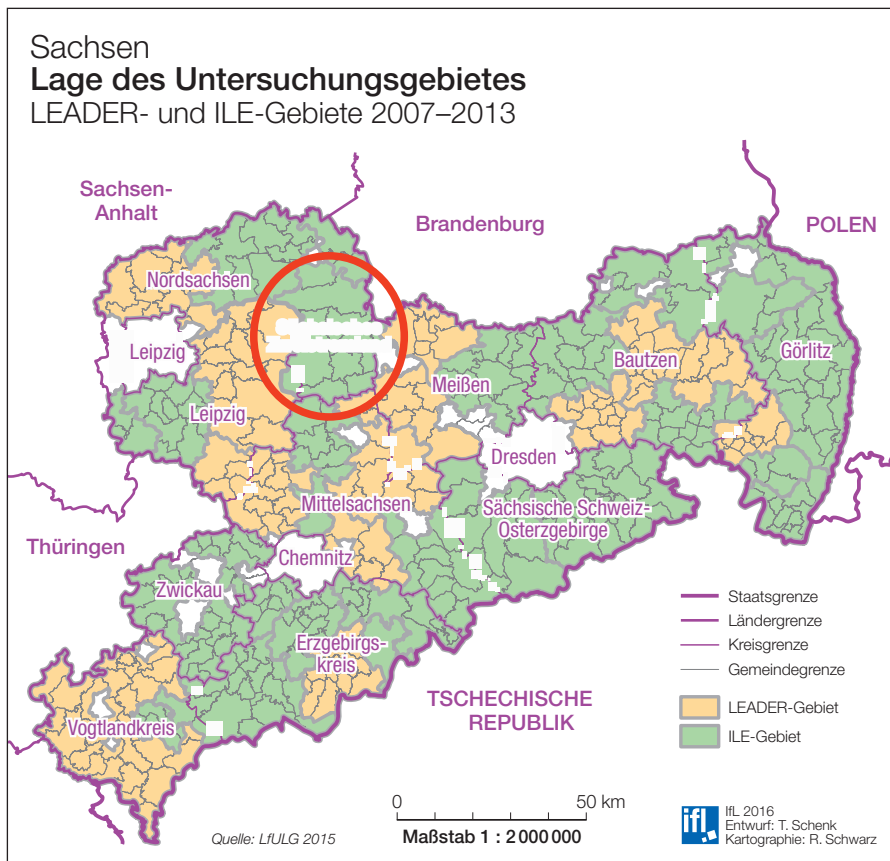 Sachsen
Lage des Untersuchungsgebietes
LEADER- und ILE-Gebiete 2007–2013
Sachsen-
Anhalt
Brandenburg
POLEN
Nordsachsen
Leipzig
Bautzen
Görlitz
Meißen
Leipzig
Dresden
Mittelsachsen
Sächsische Schweiz-
Osterzgebirge
Thüringen
Chemnitz
Zwickau
Erzgebirgs-
kreis
Vogtlandkreis
TSCHECHISCHE
REPUBLIK
Staatsgrenze
Ländergrenze
Kreisgrenze
Gemeindegrenze
LEADER-Gebiet
ILE-Gebiet
0 50 km
Maßstab 1 : 2 000 000
Quelle: LfULG 2015
ifl
IfL 2016
Entwurf: T. Schenk
Kartographie: R. Schwarz